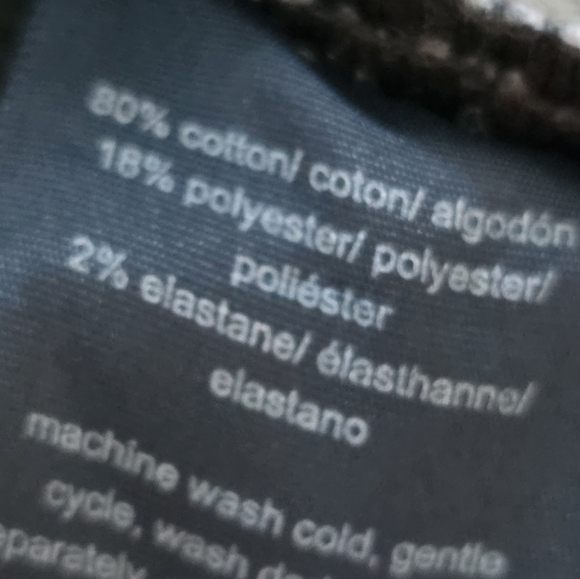 80% cotton/ coton/ algodón
18% polyester/ polyester/
poliéster
2% elastane/ élasthanne/
elastano
machine wash cold, gentle
cycle, wash